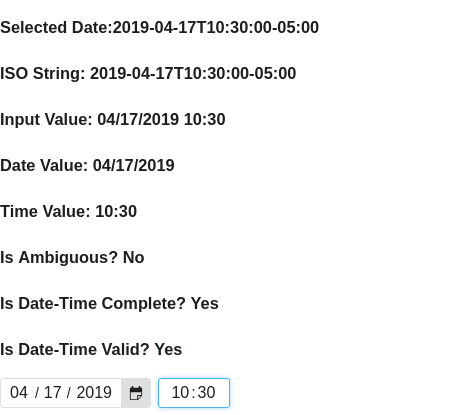 Selected Date:2019-04-17T10:30:00-05:00
ISO String: 2019-04-17T10:30:00-05:00
Input Value: 04/17/2019 10:30
Date Value: 04/17/2019
Time Value: 10:30
Is Ambiguous? No
Is Date-Time Complete? Yes
Is Date-Time Valid? Yes
04 / 17 / 2019 10:30